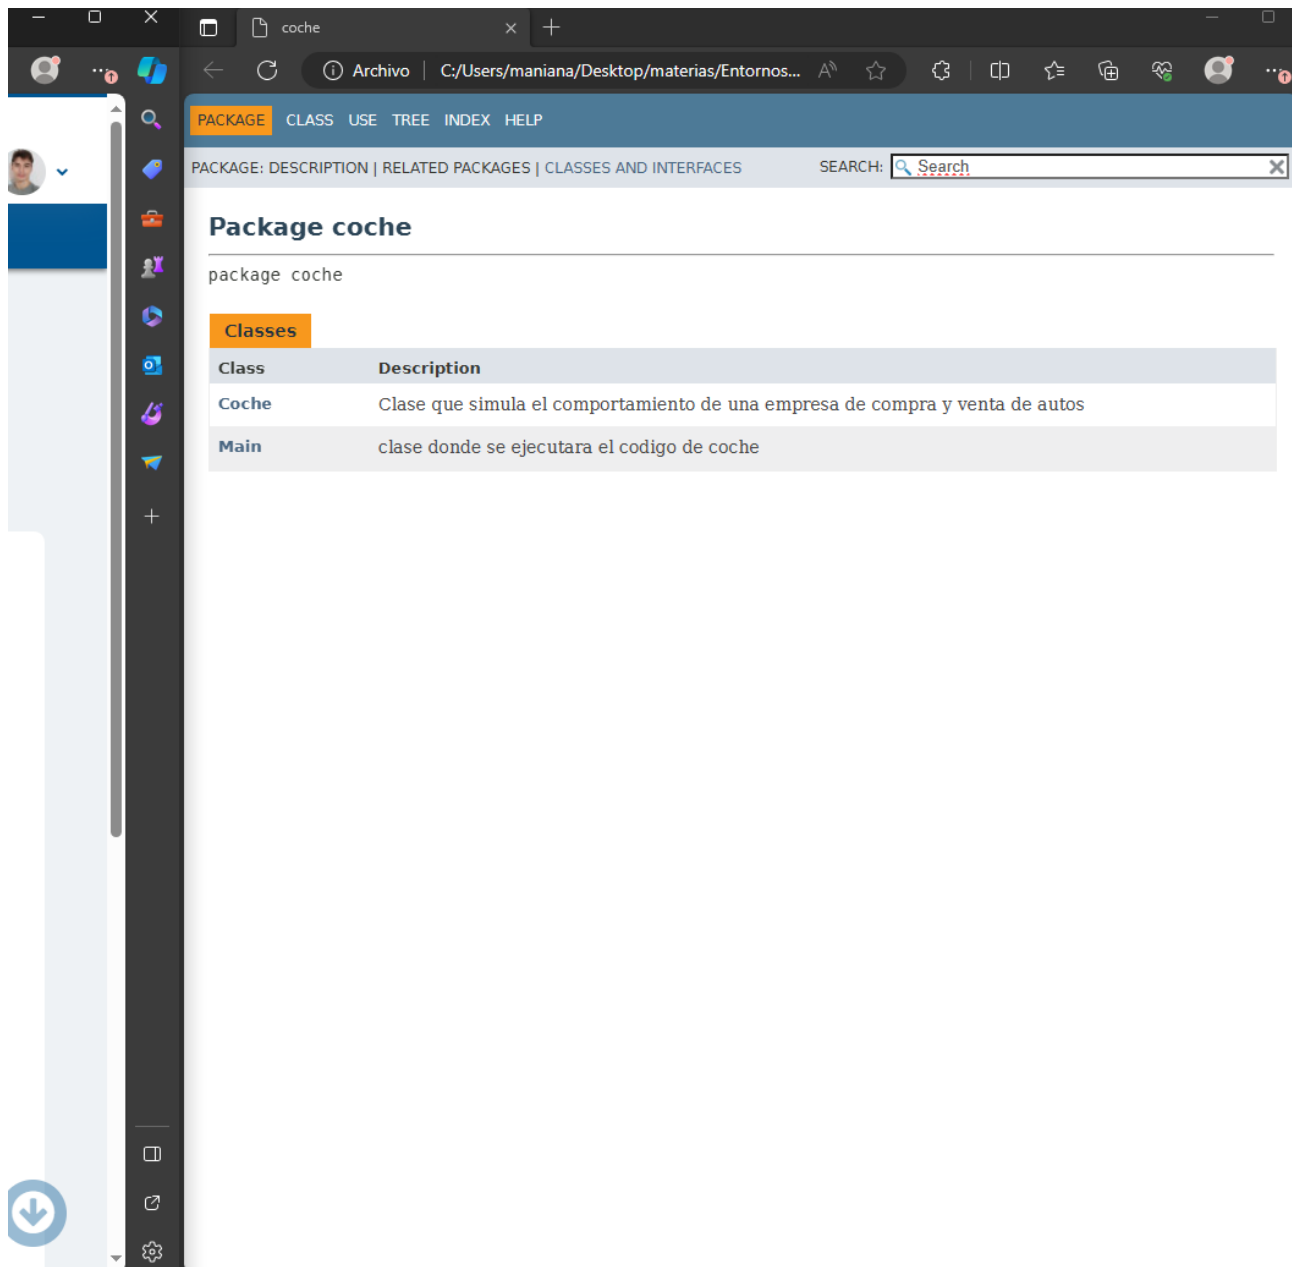 coche
Archivo | C:/Users/maniana/Desktop/materias/Entornos...
PACKAGE CLASS USE TREE INDEX HELP
PACKAGE: DESCRIPTION | RELATED PACKAGES | CLASSES AND INTERFACES SEARCH: Search
Package coche
package coche
Classes
Class Description
Coche Clase que simula el comportamiento de una empresa de compra y venta de autos
Main clase donde se ejecutara el codigo de coche